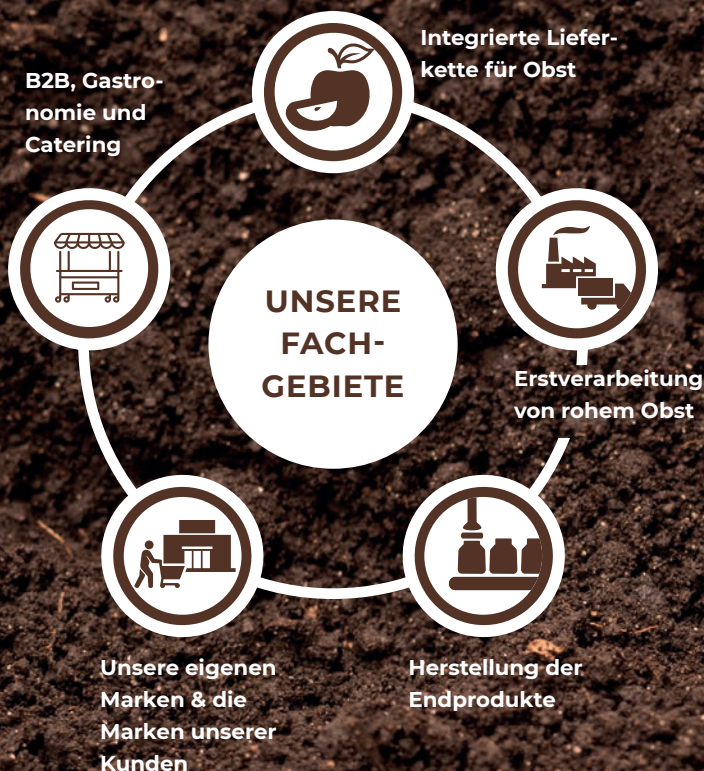 Integrierte Liefer-
kette für Obst
B2B, Gastro-
nomie und
Catering
UNSERE
FACH-
GEBIETE
Erstverarbeitung
von rohem Obst
Unsere eigenen
Marken & die
Marken unserer
Kunden
Herstellung der
Endprodukte